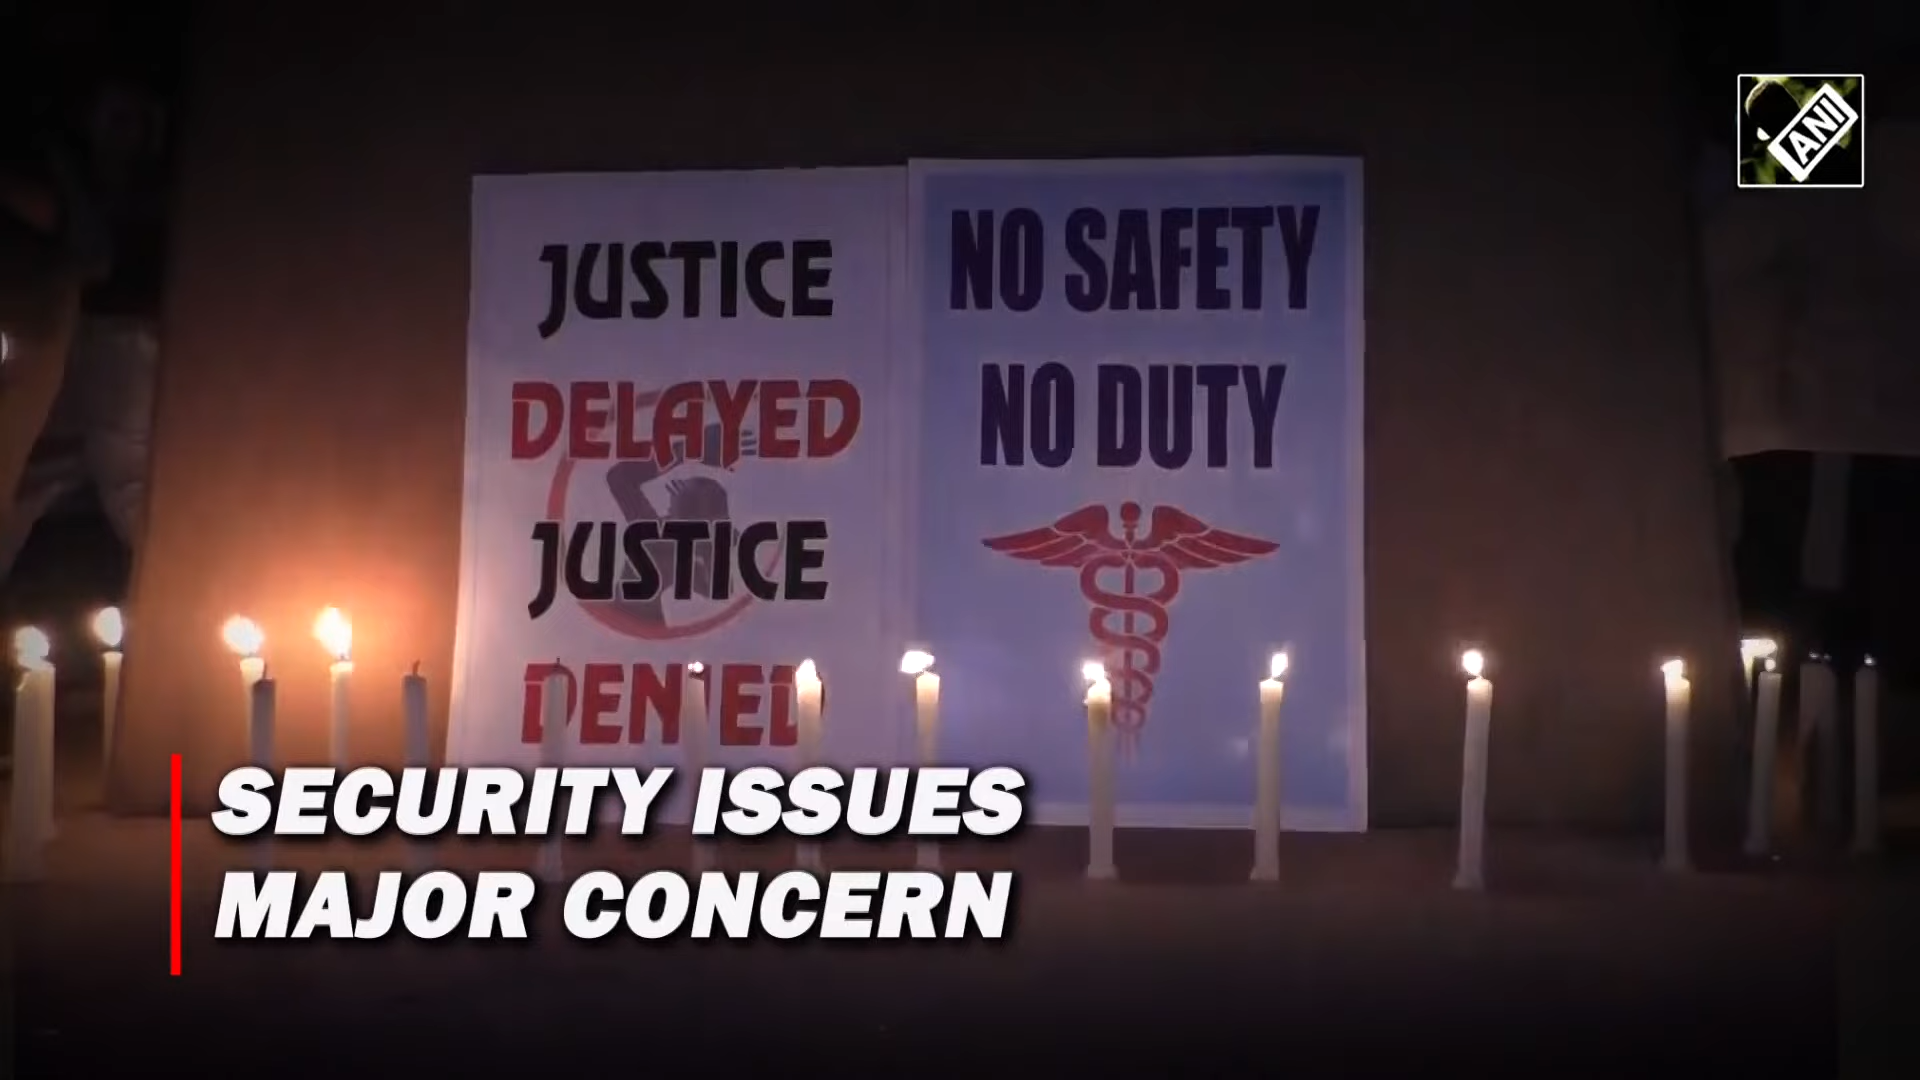 ANI
JUSTICE
DELAYED
JUSTICE
DENIED
NO SAFETY
NO DUTY
SECURITY ISSUES
MAJOR CONCERN